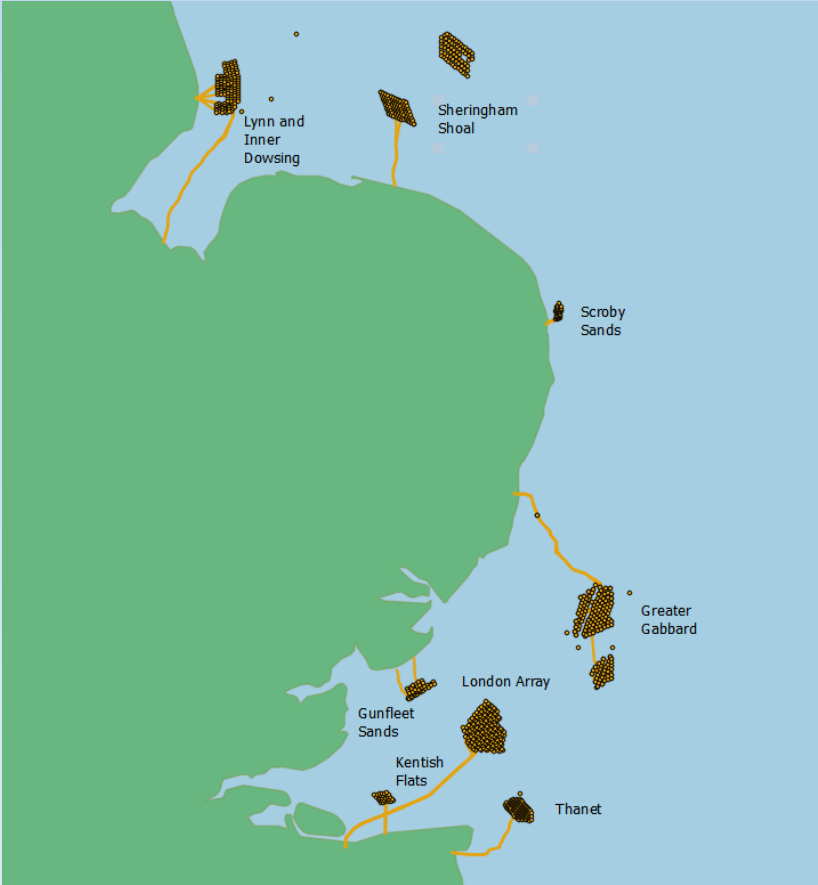 Lynn and
Inner
Dowsing
Sheringham
Shoal
Scroby
Sands
Greater
Gabbard
London Array
Gunfleet
Sands
Kentish
Flats
Thanet